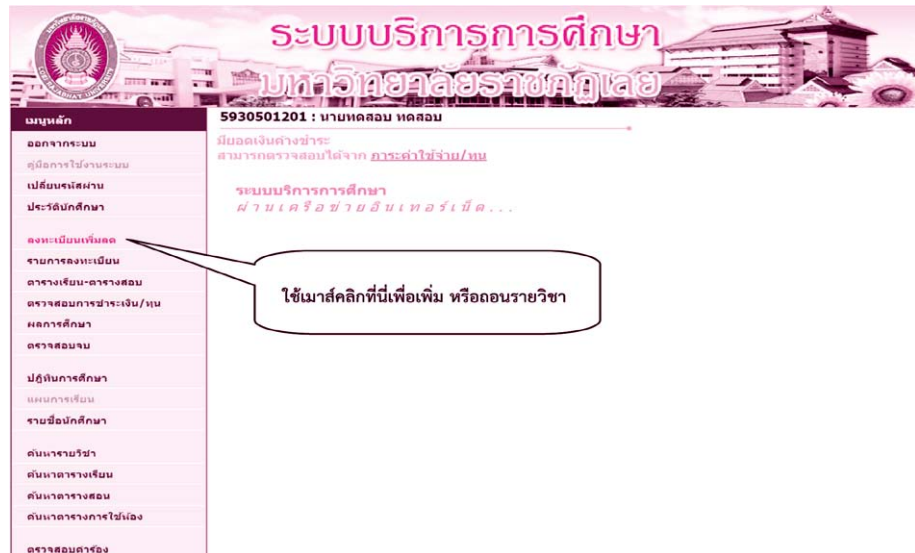 ระบบบริการการศึกษา
มหาวิทยาลัยราชภัฏเลย
เมนูหลัก
ออกจากระบบ
คู่มือการใช้งานระบบ
เปลี่ยนรหัสผ่าน
ประวัตินักศึกษา
ลงทะเบียนเพิ่มลด
รายการลงทะเบียน
ตารางเรียน-ตารางสอบ
ตรวจสอบการชำระเงิน/ทุน
ผลการศึกษา
ตรวจสอบจบ
ปฏิทินการศึกษา
แผนการเรียน
รายชื่อนักศึกษา
ค้นหารายวิชา
ค้นหาตารางเรียน
ค้นหาตารางสอน
ค้นหาตารางการใช้ห้อง
ตรวจสอบคำร้อง
5930501201 : นายทดสอบ ทดสอบ
มียอดเงินค้างชำระ
สามารถตรวจสอบได้จาก ภาระค่าใช้จ่าย/ทุน
ระบบบริการการศึกษา
ผ่านเครือข่ายอินเทอร์เน็ต...
ใช้เมาส์คลิกที่นี่เพื่อเพิ่ม หรือถอนรายวิชา